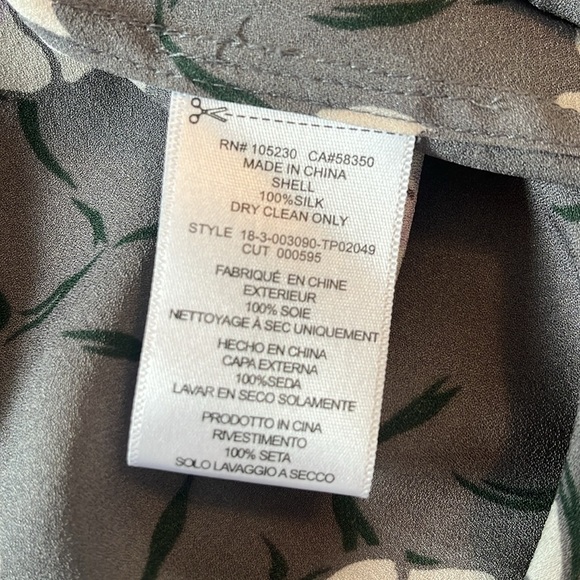 RN# 105230 CA#58350
MADE IN CHINA
SHELL
100%SILK
DRY CLEAN ONLY
STYLE 18-3-003090-TP02049
CUT 000595
FABRIQUÉ EN CHINE
EXTERIEUR
100% SOIE
NETTOYAGE À SEC UNIQUEMENT
HECHO EN CHINA
CAPA EXTERNA
100%SEDA
LAVAR EN SECO SOLAMENTE
PRODOTTO IN CINA
RIVESTIMENTO
100% SETA
SOLO LAVAGGIO A SECCO